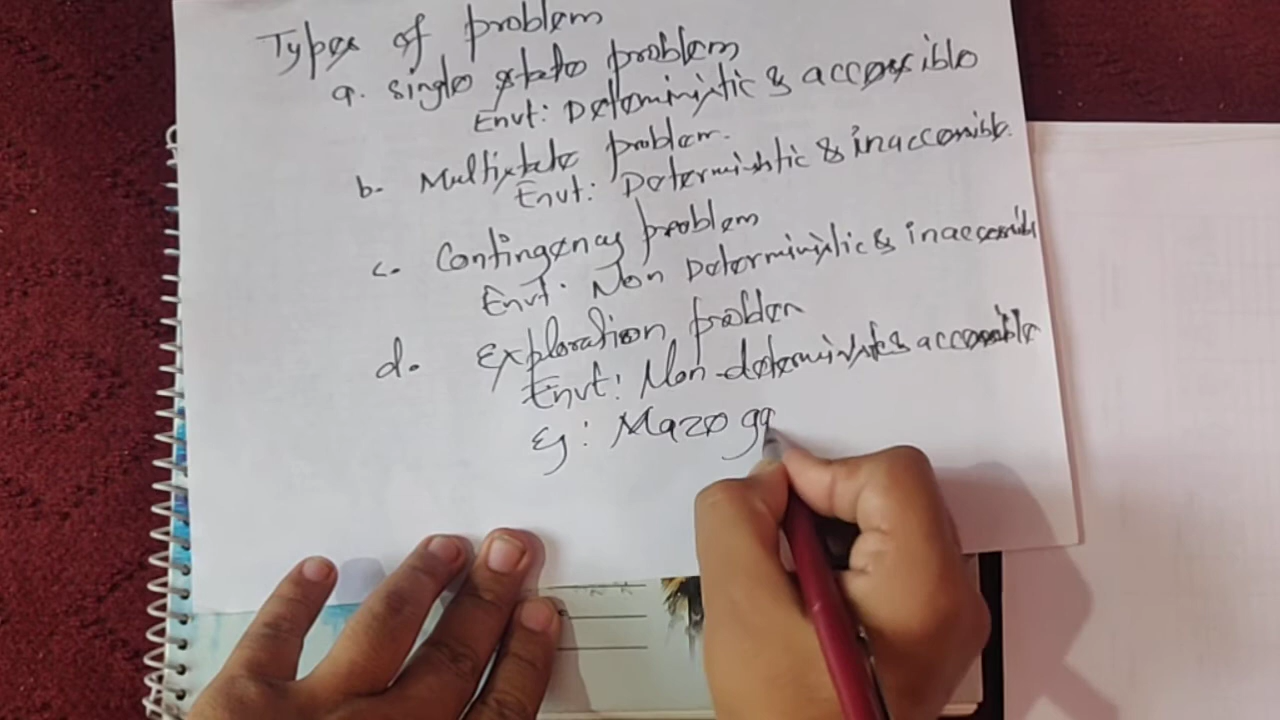 Types of problem
a. single state problem
Envt: Deterministic & accessible
b. Multistate problem.
Envt: Deterministic & inaccessible.
c. Contingency problem
Envt: Non Deterministic & inaccessible
d. Exploration problem
Envt: Non-deterministic & accessible
Eg: Maze ga